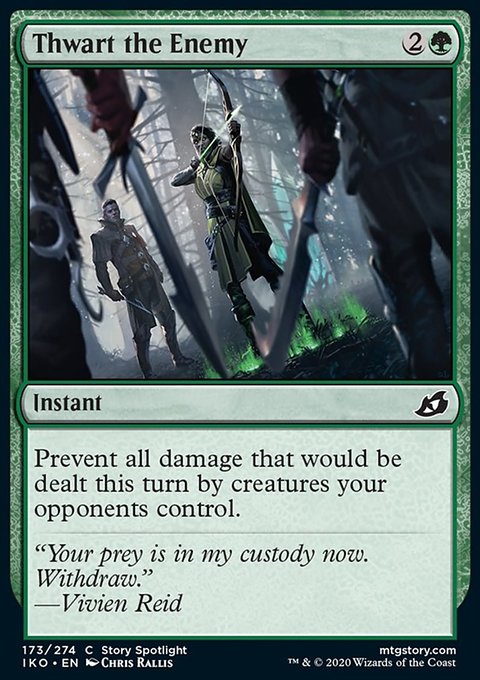 Thwart the Enemy 2
Instant
Prevent all damage that would be
dealt this turn by creatures your
opponents control.
“Your prey is in my custody now.
Withdraw.”
—Vivien Reid
173/274 C Story Spotlight mtgstory.com
IKO • EN Chris Rallis ™ & © 2020 Wizards of the Coast